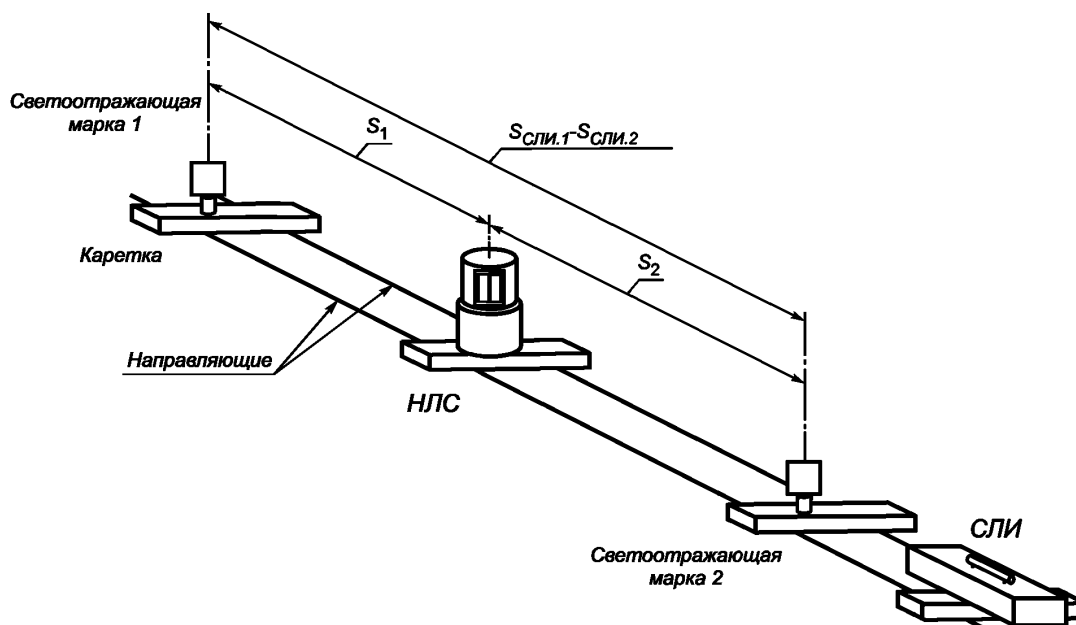 Светоотражающая
марка 1
S1
SСЛИ.1-SСЛИ.2
Каретка
S2
Направляющие
НЛС
СЛИ
Светоотражающая
марка 2